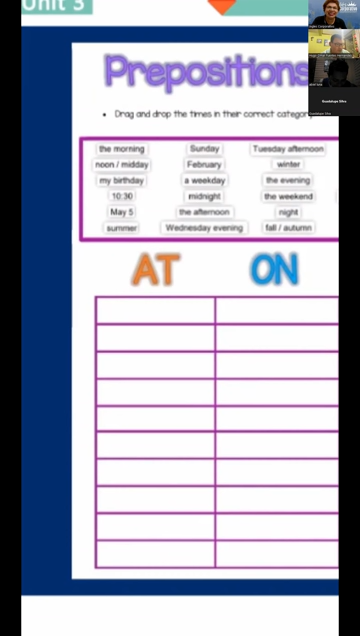 Unit 3
Prepositions
• Drag and drop the times in their correct category
the morning Sunday Tuesday afternoon
noon / midday February winter
my birthday a weekday the evening
10:30 midnight the weekend
May 5 the afternoon night
summer Wednesday evening fall / autumn
AT ON
Guadalupe Silva